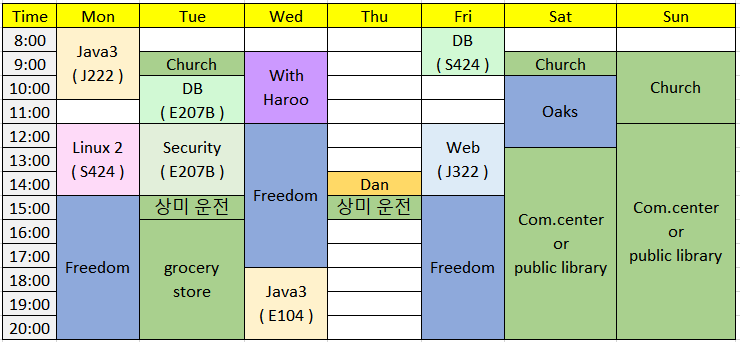 Time Mon Tue Wed Thu Fri Sat Sun
8:00
9:00
10:00
11:00
12:00
13:00
14:00
15:00
16:00
17:00
18:00
19:00
20:00
Java3
( J222 )
Linux 2
( S424 )
Freedom
Church
DB
( E207B )
Security
( E207B )
상미 운전
grocery
store
With
Haroo
Freedom
Java3
( E104 )
Dan
상미 운전
DB
( S424 )
Web
( J322 )
Freedom
Church
Oaks
Com.center
or
public library
Church
Com.center
or
public library